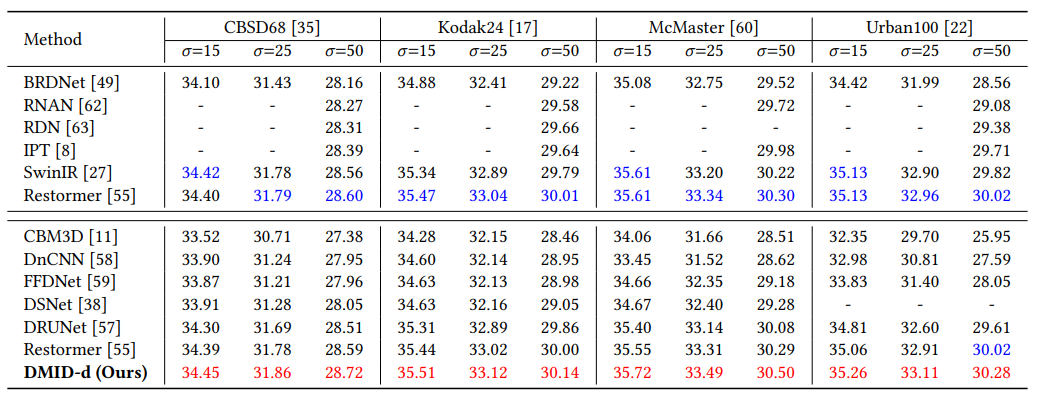 Method CBSD68 [35] Kodak24 [17] McMaster [60] Urban100 [22]
σ=15 σ=25 σ=50 σ=15 σ=25 σ=50 σ=15 σ=25 σ=50 σ=15 σ=25 σ=50
BRDNet [49] 34.10 31.43 28.16 34.88 32.41 29.22 35.08 32.75 29.52 34.42 31.99 28.56
RNAN [62] - - 28.27 - - 29.58 - - 29.72 - - 29.08
RDN [63] - - 28.31 - - 29.66 - - - - 29.38
IPT [8] - - 28.39 - - 29.64 - - 29.98 - - 29.71
SwinIR [27] 34.42 31.78 28.56 35.34 32.89 29.79 35.61 33.20 30.22 35.13 32.90 29.82
Restormer [55] 34.40 31.79 28.60 35.47 33.04 30.01 35.61 33.34 30.30 35.13 32.96 30.02
CBM3D [11] 33.52 30.71 27.38 34.28 32.15 28.46 34.06 31.66 28.51 32.35 29.70 25.95
DnCNN [58] 33.90 31.24 27.95 34.60 32.14 28.95 33.45 31.52 28.62 32.98 30.81 27.59
FFDNet [59] 33.87 31.21 27.96 34.63 32.13 28.98 34.66 32.35 29.18 33.83 31.40 28.05
DSNet [38] 33.91 31.28 28.05 34.63 32.16 29.05 34.67 32.40 29.28 - - -
DRUNet [57] 34.30 31.69 28.51 35.31 32.89 29.86 35.40 33.14 30.08 34.81 32.60 29.61
Restormer [55] 34.39 31.78 28.59 35.44 33.02 30.00 35.55 33.31 30.29 35.06 32.91 30.02
DMID-d (Ours) 34.45 31.86 28.72 35.51 33.12 30.14 35.72 33.49 30.50 35.26 33.11 30.28